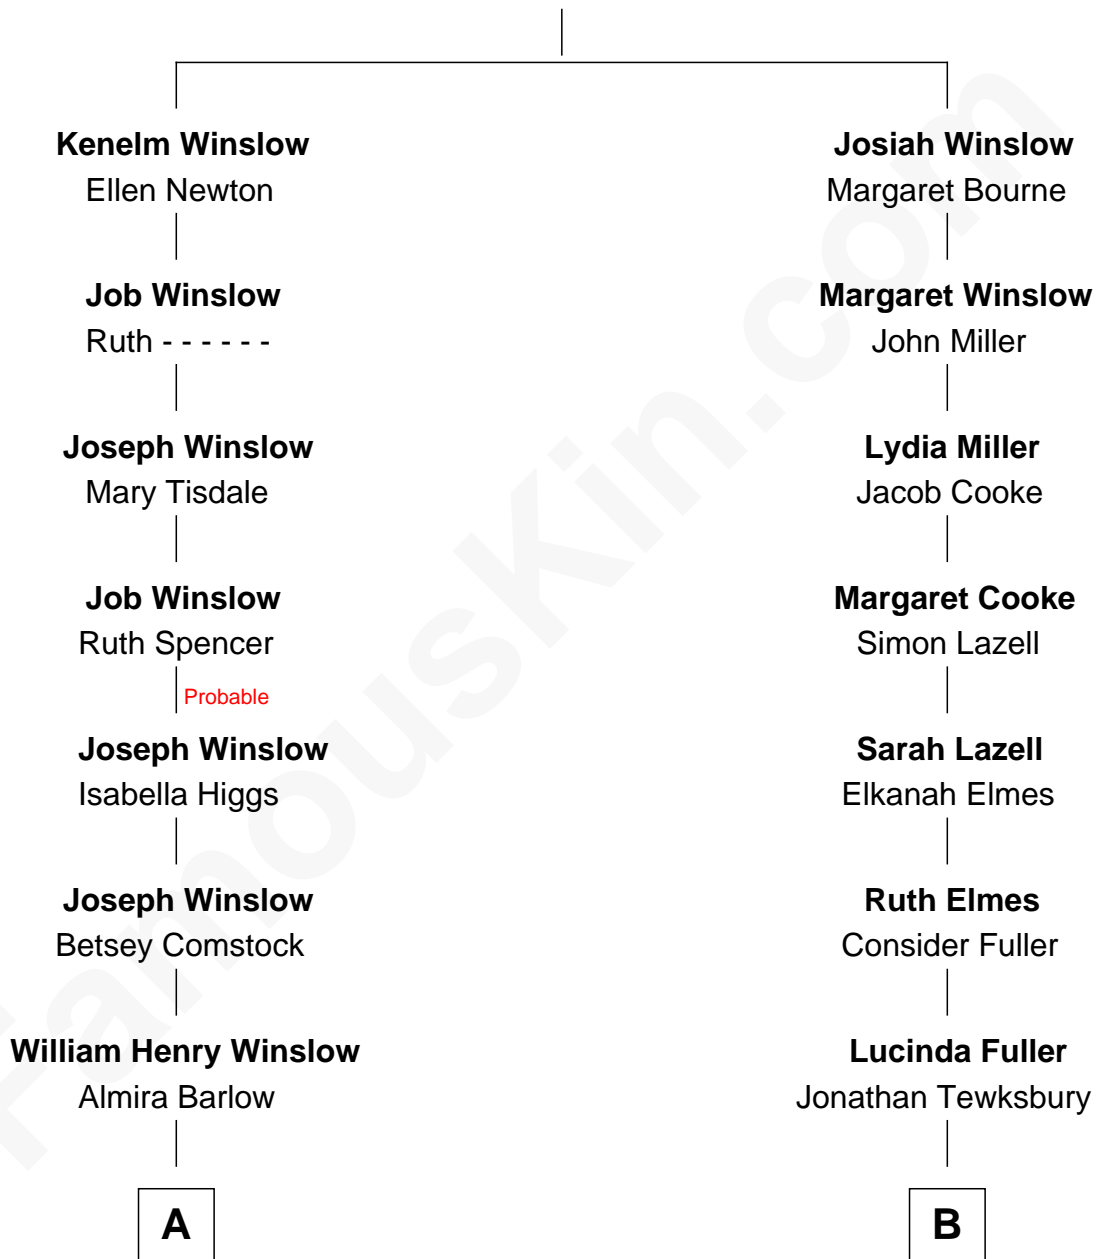 Kenelm Winslow
Ellen Newton
Job Winslow
Ruth - - - - - -
Joseph Winslow
Mary Tisdale
Job Winslow
Ruth Spencer
Probable
Joseph Winslow
Isabella Higgs
Joseph Winslow
Betsey Comstock
William Henry Winslow
Almira Barlow
A
Josiah Winslow
Margaret Bourne
Margaret Winslow
John Miller
Lydia Miller
Jacob Cooke
Margaret Cooke
Simon Lazell
Sarah Lazell
Elkanah Elmes
Ruth Elmes
Consider Fuller
Lucinda Fuller
Jonathan Tewksbury
B
FamousKin.com